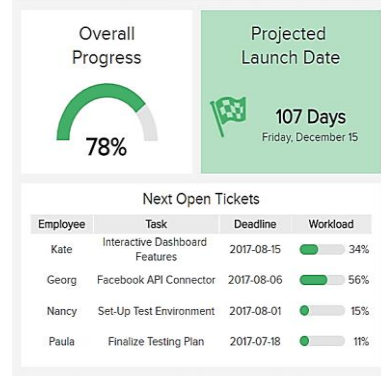 Overall
Progress
78%
Projected
Launch Date
107 Days
Friday, December 15
Next Open Tickets
Employee Task Deadline Workload
Kate Interactive Dashboard Features 2017-08-15 34%
Georg Facebook API Connector 2017-08-06 56%
Nancy Set-Up Test Environment 2017-08-01 15%
Paula Finalize Testing Plan 2017-07-18 11%